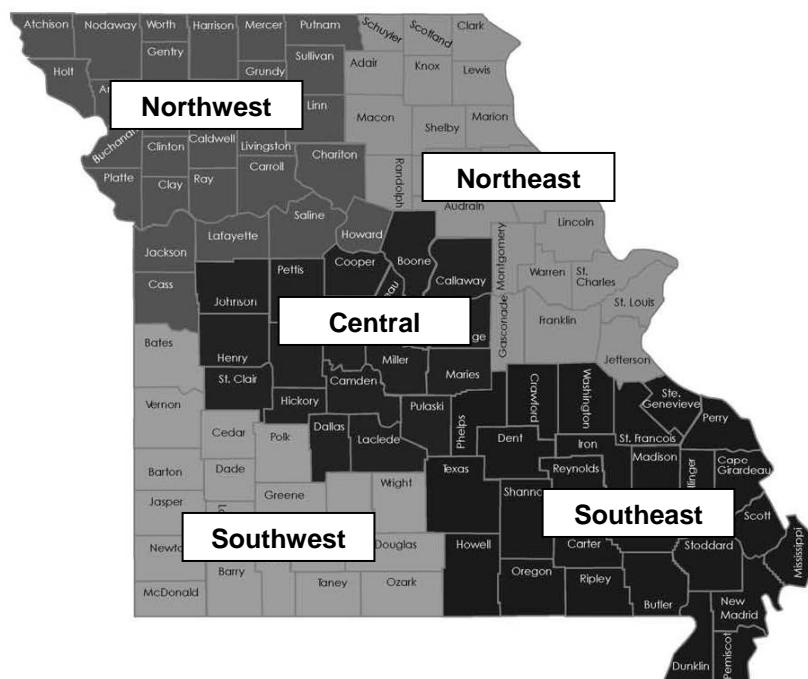 Atchison
Nodaway
Worth
Harrison
Mercer
Putnam
Schuyler
Scotland
Clark
Gentry
Sullivan
Holt
Grundy
Adair
Knox
Lewis
Northwest
Linn
Macon
Shelby
Marion
Buchanan
Clinton
Caldwell
Livingston
Chariton
Platte
Clay
Ray
Carroll
Randolph
Northeast
Audrain
Lincoln
Jackson
Lafayette
Saline
Howard
Boone
Montgomery
Cooper
Callaway
Warren
St.
Charles
Cass
Johnson
Pettis
St. Louis
Central
Gasconade
Franklin
Bates
Henry
Miller
Maries
Jefferson
St. Clair
Camden
Vernon
Hickory
Pulaski
Phelps
Crawford
Washington
Ste.
Genevieve
Perry
Cedar
Polk
Dallas
Laclede
Dent
Iron
St. Francois
Barton
Dade
Texas
Reynolds
Madison
Cape
Girardeau
Jasper
Greene
Wright
Southwest
Southeast
Scott
Douglas
Howell
Carter
Stoddard
Mississippi
McDonald
Barry
Taney
Ozark
Oregon
Ripley
Butler
New
Madrid
Dunklin
Pemiscot